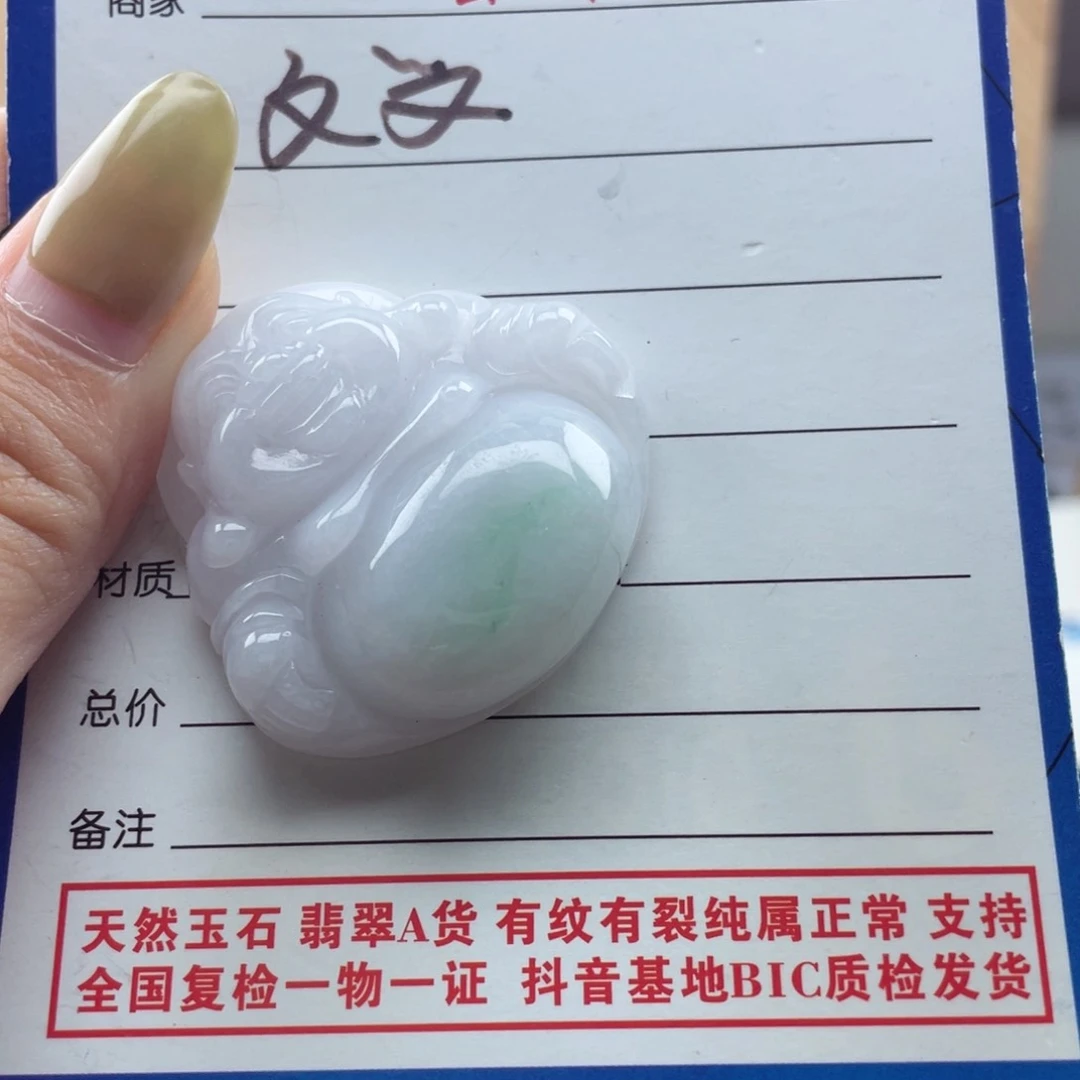 商家
材质
总价
备注
天然玉石 翡翠A货 有纹有裂纯属正常 支持
全国复检一物一证 抖音基地BIC质检发货